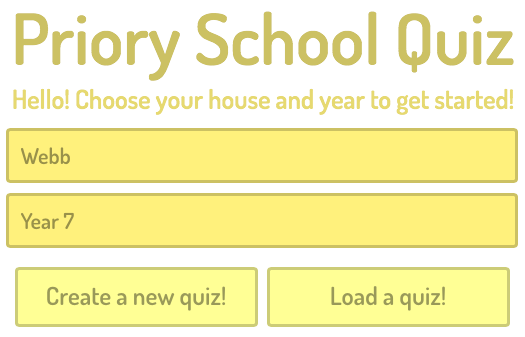 Priory School Quiz
Hello! Choose your house and year to get started!
Webb
Year 7
Create a new quiz!
Load a quiz!